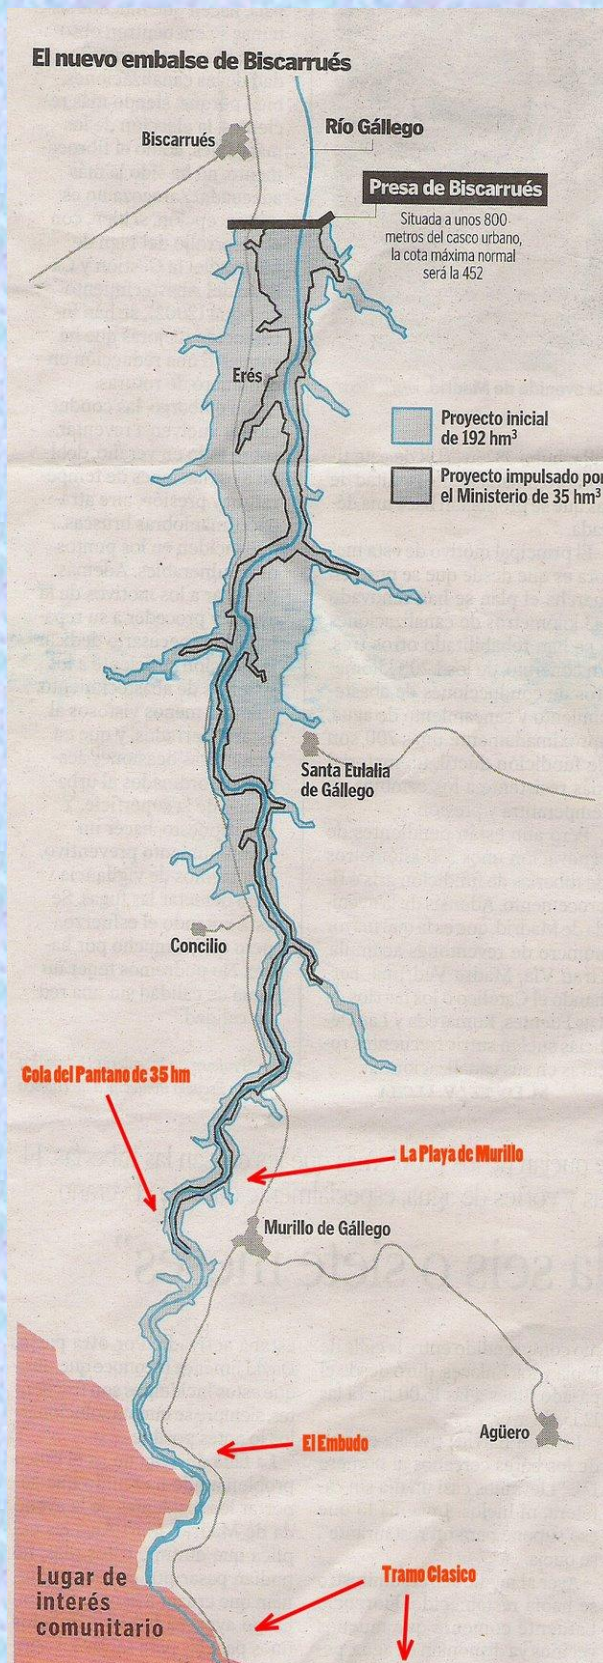 El nuevo embalse de Biscarrués
Biscarrués
Río Gállego
Presa de Biscarrués
Situada a unos 800
metros del casco urbano,
la cota máxima normal
será la 452
Erés
Proyecto inicial
de 192 hm³
Proyecto impulsado por
el Ministerio de 35 hm³
Santa Eulalia
de Gállego
Concilio
Cola del Pantano de 35 hm
La Playa de Murillo
Murillo de Gállego
El Embudo
Agüero
Lugar de
interés
comunitario
Tramo Clasico